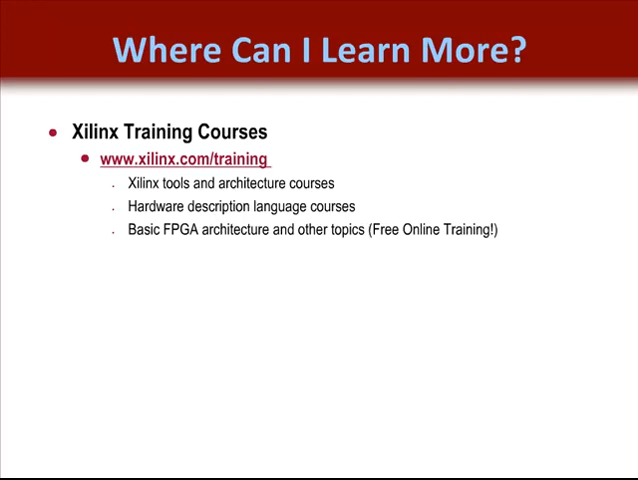 Where Can I Learn More?
Xilinx Training Courses
www.xilinx.com/training
Xilinx tools and architecture courses
Hardware description language courses
Basic FPGA architecture and other topics (Free Online Training!)